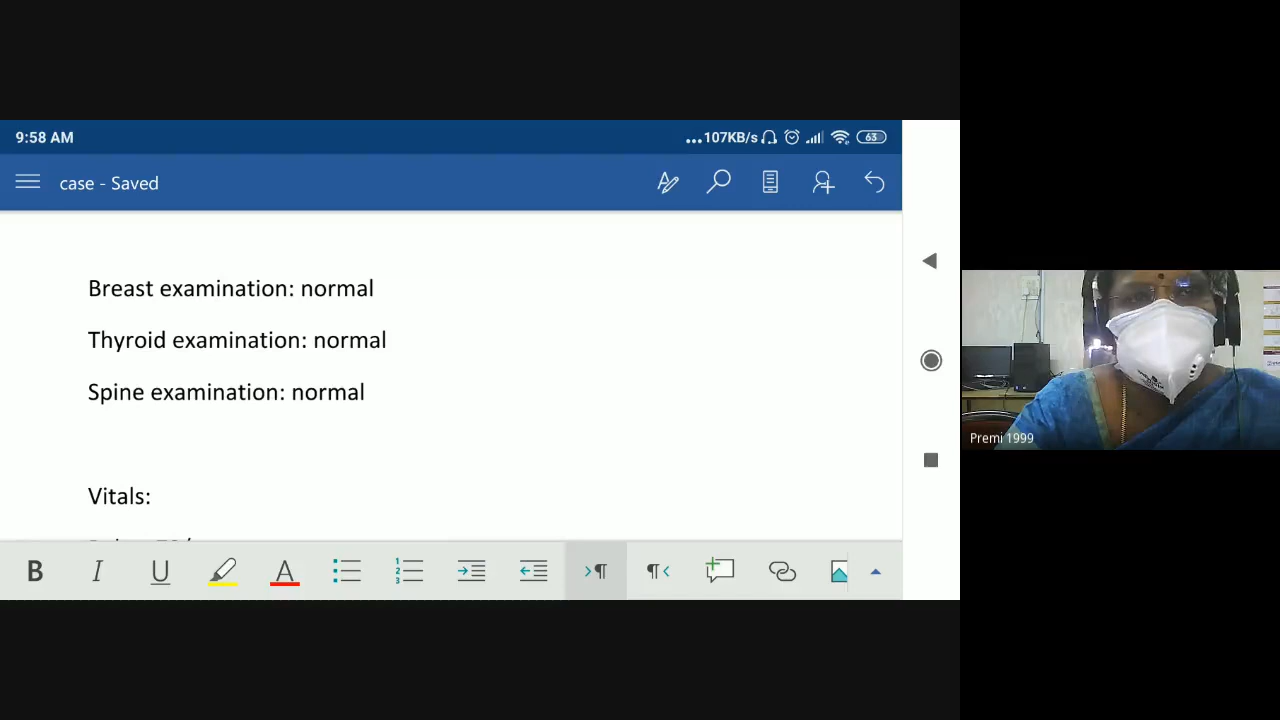 9:58 AM
...107KB/s
63
case - Saved
Breast examination: normal
Thyroid examination: normal
Spine examination: normal
Vitals:
B I U A
Premi 1999